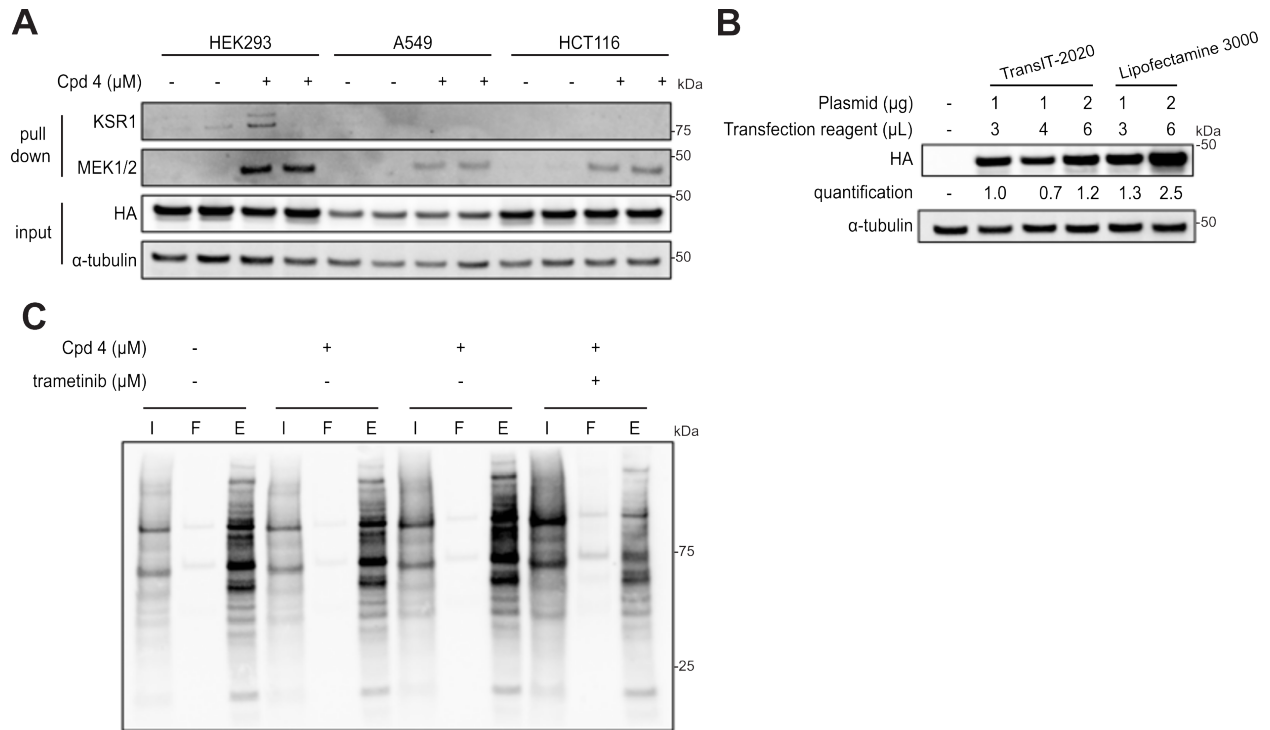 A
HEK293 A549 HCT116
Cpd 4 (µM) - - + + - - + + - - + + kDa
pull down
KSR1 -75
MEK1/2 -50
input
HA -50
α-tubulin -50
B
TransIT-2020 Lipofectamine 3000
Plasmid (µg) - 1 1 2 1 2
Transfection reagent (µL) - 3 4 6 3 6 kDa
HA -50
quantification - 1.0 0.7 1.2 1.3 2.5
α-tubulin -50
C
Cpd 4 (µM) - + + +
trametinib (µM) - - - +
I F E I F E I F E I F E kDa
-75
-25